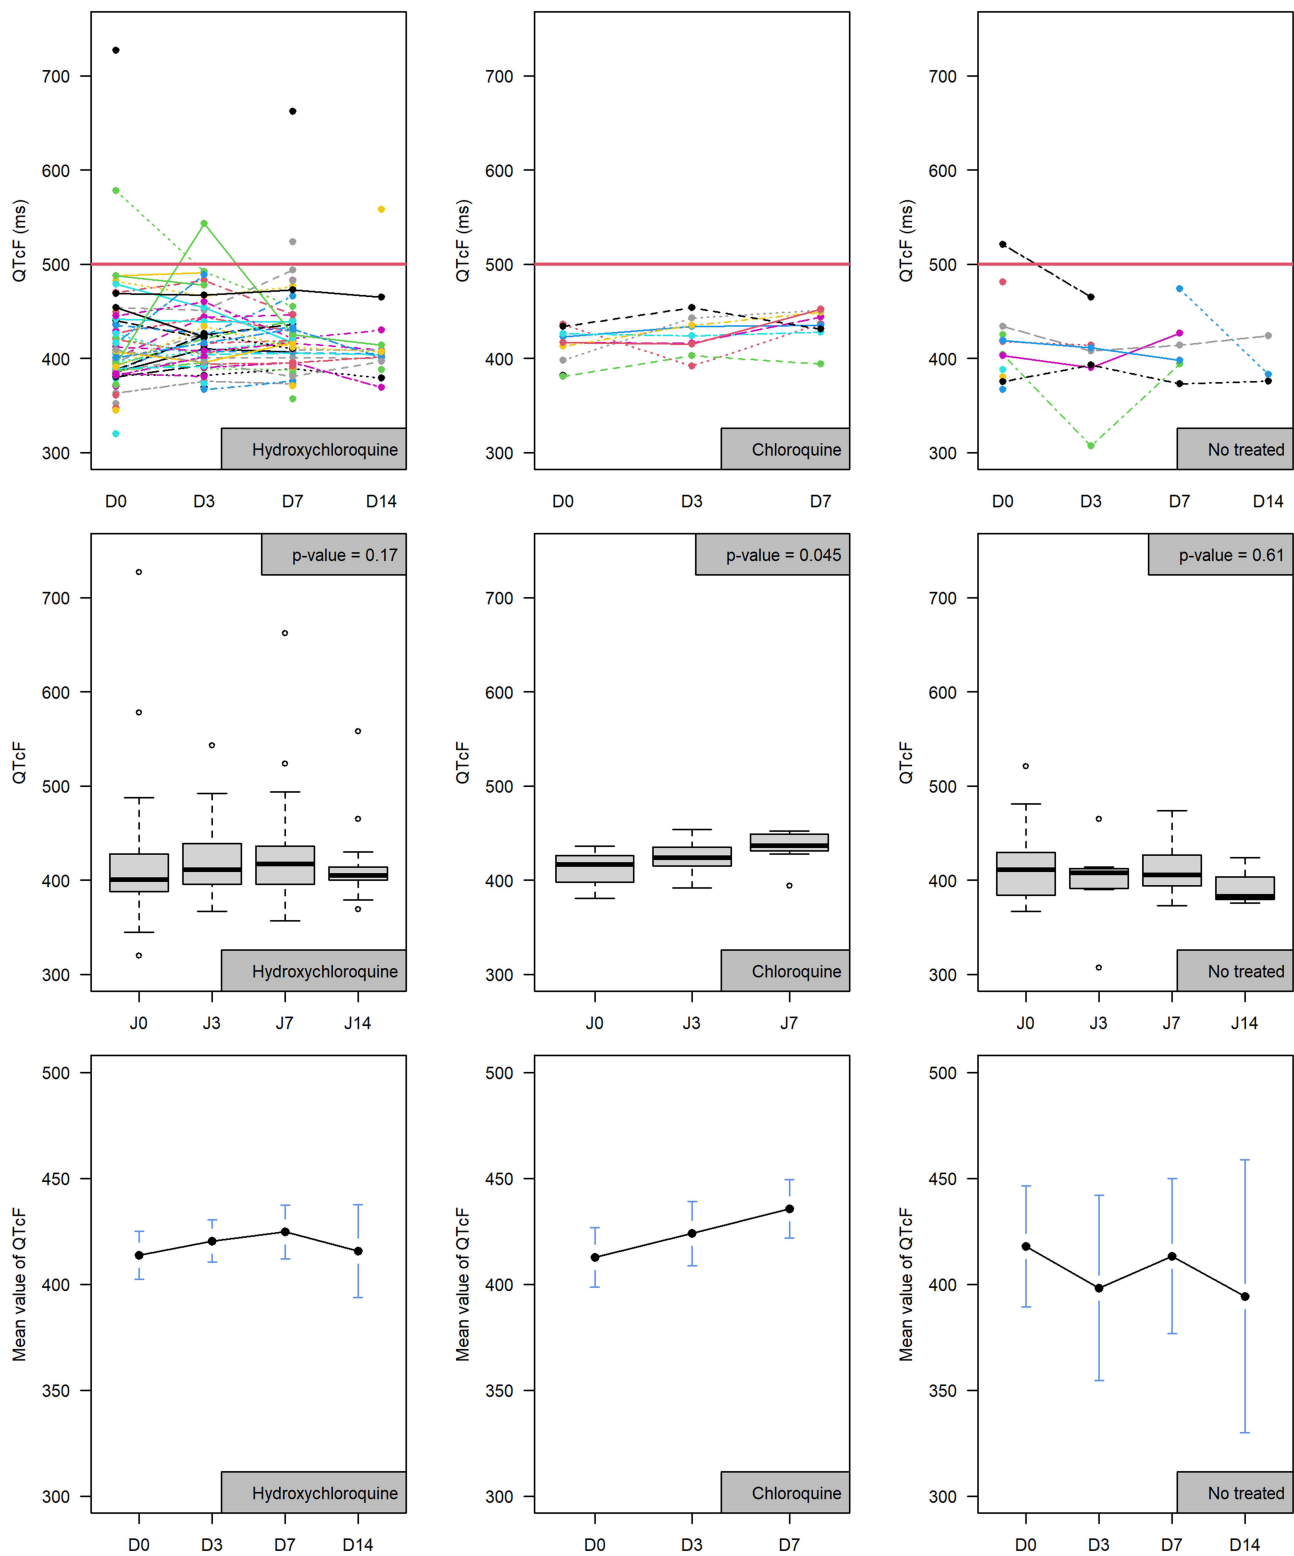 QTcF (ms)
700
600
500
400
300
Hydroxychloroquine
D0 D3 D7 D14
QTcF (ms)
700
600
500
400
300
Chloroquine
D0 D3 D7
QTcF (ms)
700
600
500
400
300
No treated
D0 D3 D7 D14
p-value = 0.17
QTcF
700
600
500
400
300
Hydroxychloroquine
J0 J3 J7 J14
p-value = 0.045
QTcF
700
600
500
400
300
Chloroquine
J0 J3 J7
p-value = 0.61
QTcF
700
600
500
400
300
No treated
J0 J3 J7 J14
Mean value of QTcF
500
450
400
350
300
Hydroxychloroquine
D0 D3 D7 D14
Mean value of QTcF
500
450
400
350
300
Chloroquine
D0 D3 D7
Mean value of QTcF
500
450
400
350
300
No treated
D0 D3 D7 D14